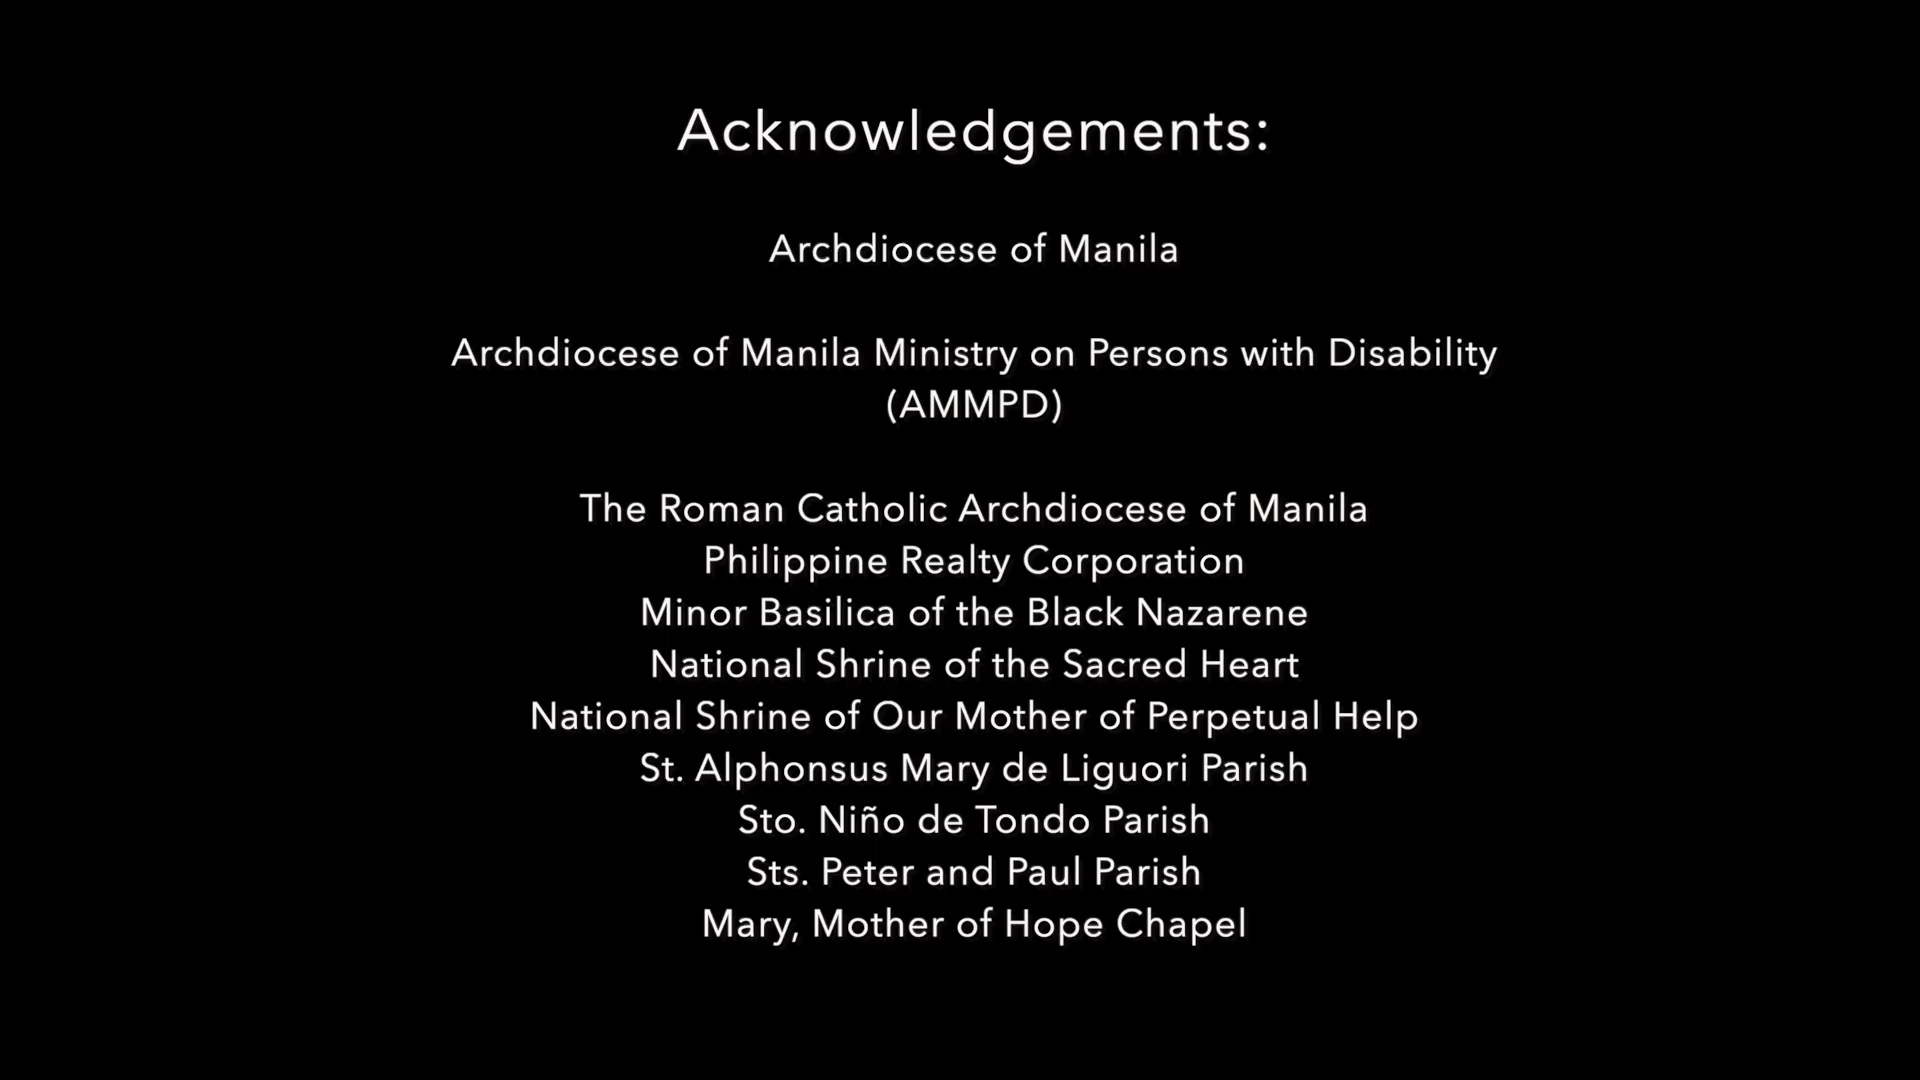 Acknowledgements:
Archdiocese of Manila
Archdiocese of Manila Ministry on Persons with Disability
(AMMPD)
The Roman Catholic Archdiocese of Manila
Philippine Realty Corporation
Minor Basilica of the Black Nazarene
National Shrine of the Sacred Heart
National Shrine of Our Mother of Perpetual Help
St. Alphonsus Mary de Liguori Parish
Sto. Niño de Tondo Parish
Sts. Peter and Paul Parish
Mary, Mother of Hope Chapel